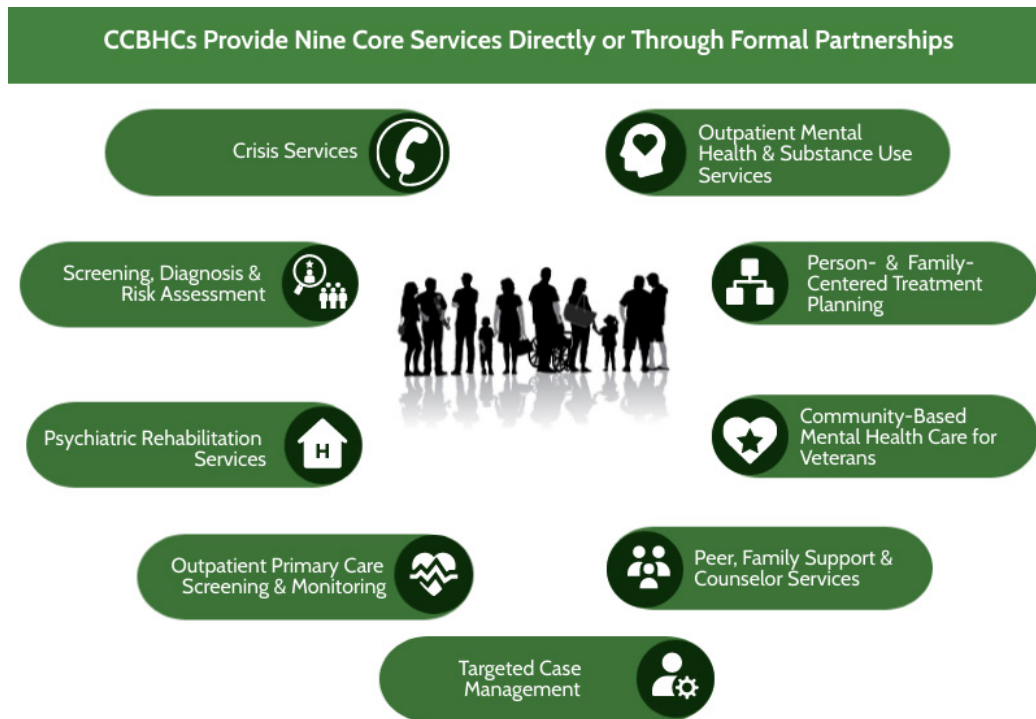 CCBHCs Provide Nine Core Services Directly or Through Formal Partnerships
Crisis Services
Outpatient Mental
Health & Substance Use
Services
Screening, Diagnosis &
Risk Assessment
Person- & Family-
Centered Treatment
Planning
Psychiatric Rehabilitation
Services
H
Community-Based
Mental Health Care for
Veterans
Outpatient Primary Care
Screening & Monitoring
Peer, Family Support &
Counselor Services
Targeted Case
Management